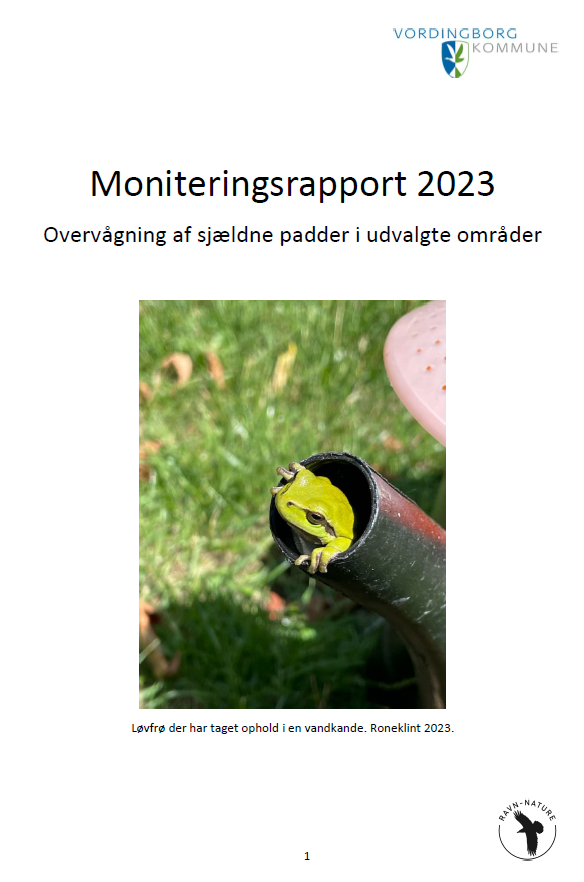 VORDINGBORG
KOMMUNE
Moniteringsrapport 2023
Overvågning af sjældne padder i udvalgte områder
Løvfrø der har taget ophold i en vandkande. Roneklint 2023.
RAVN-NATURE
1